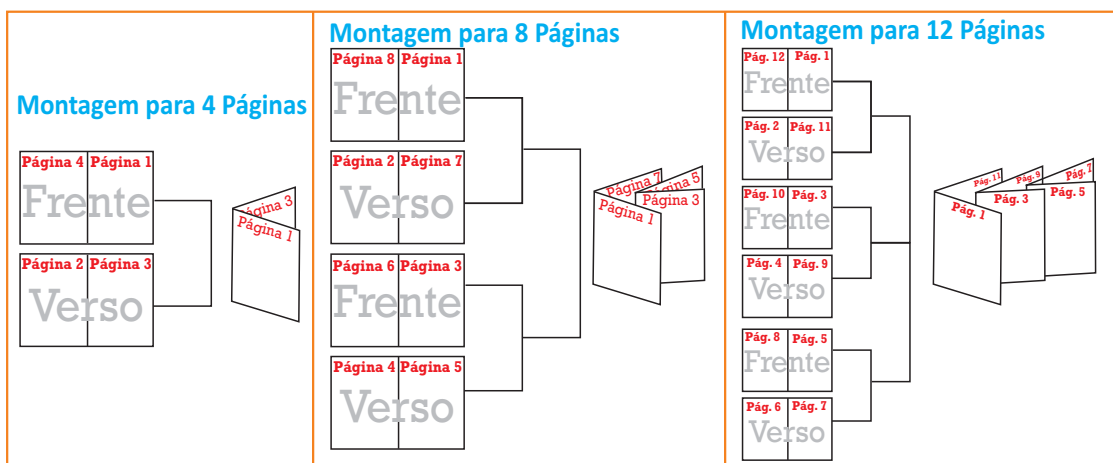 Montagem para 4 Páginas
Página 4 Página 1
Frente
Página 2 Página 3
Verso
Página 3
Página 1
Montagem para 8 Páginas
Página 8 Página 1
Frente
Página 2 Página 7
Verso
Página 6 Página 3
Frente
Página 4 Página 5
Verso
Página 7
Página 5
Página 3
Página 1
Montagem para 12 Páginas
Pág. 12 Pág. 1
Frente
Pág. 2 Pág. 11
Verso
Pág. 10 Pág. 3
Frente
Pág. 4 Pág. 9
Verso
Pág. 8 Pág. 5
Frente
Pág. 6 Pág. 7
Verso
Pág. 11
Pág. 9
Pág. 7
Pág. 1
Pág. 3
Pág. 5